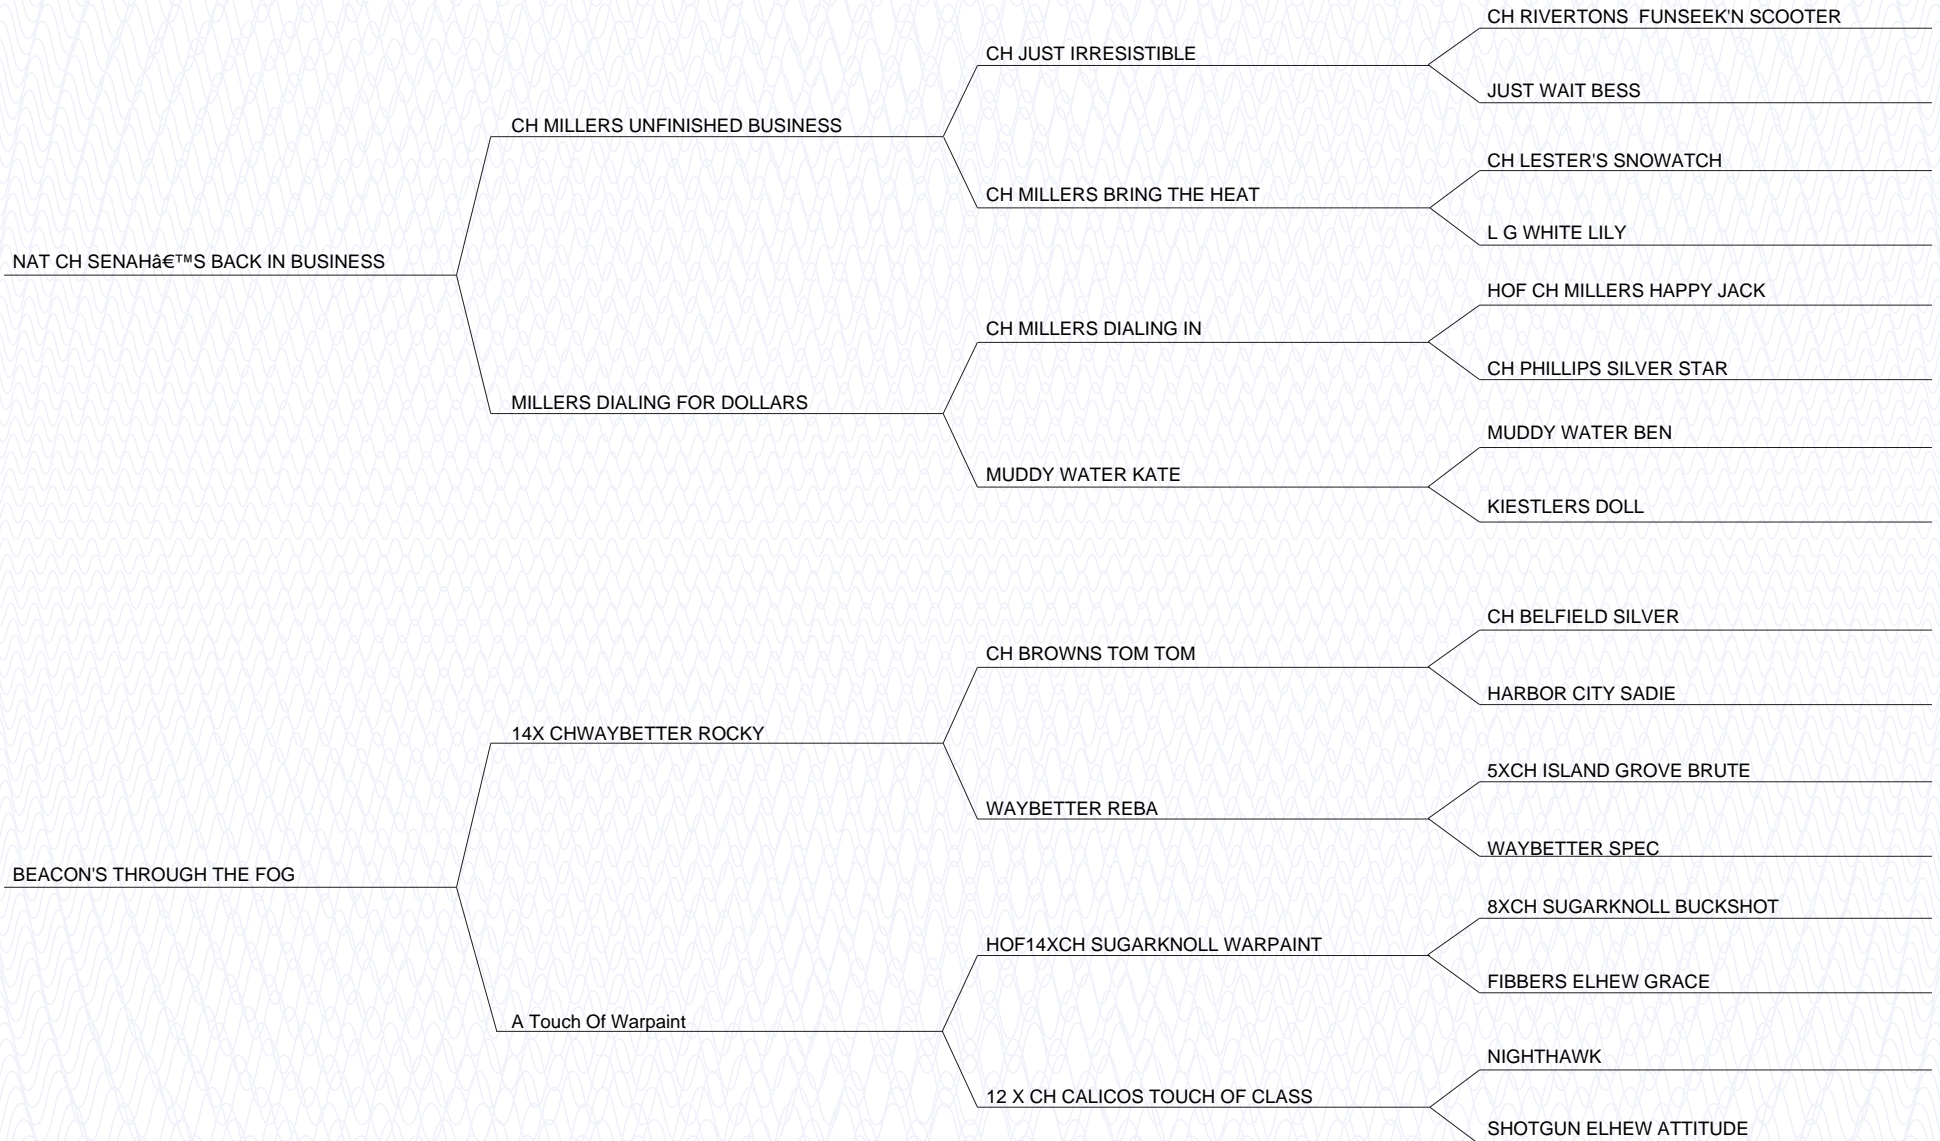 CH RIVERTONS  FUNSEEK'N SCOOTER
CH JUST IRRESISTIBLE
JUST WAIT BESS
CH MILLERS UNFINISHED BUSINESS
CH LESTER'S SNOWATCH
CH MILLERS BRING THE HEAT
L G WHITE LILY
NAT CH SENAHâ€™S BACK IN BUSINESS
HOF CH MILLERS HAPPY JACK
CH MILLERS DIALING IN
CH PHILLIPS SILVER STAR
MILLERS DIALING FOR DOLLARS
MUDDY WATER BEN
MUDDY WATER KATE
KIESTLERS DOLL
CH BELFIELD SILVER
CH BROWNS TOM TOM
HARBOR CITY SADIE
14X CHWAYBETTER ROCKY
5XCH ISLAND GROVE BRUTE
WAYBETTER REBA
WAYBETTER SPEC
BEACON'S THROUGH THE FOG
8XCH SUGARKNOLL BUCKSHOT
HOF14XCH SUGARKNOLL WARPAINT
FIBBERS ELHEW GRACE
A Touch Of Warpaint
NIGHTHAWK
12 X CH CALICOS TOUCH OF CLASS
SHOTGUN ELHEW ATTITUDE